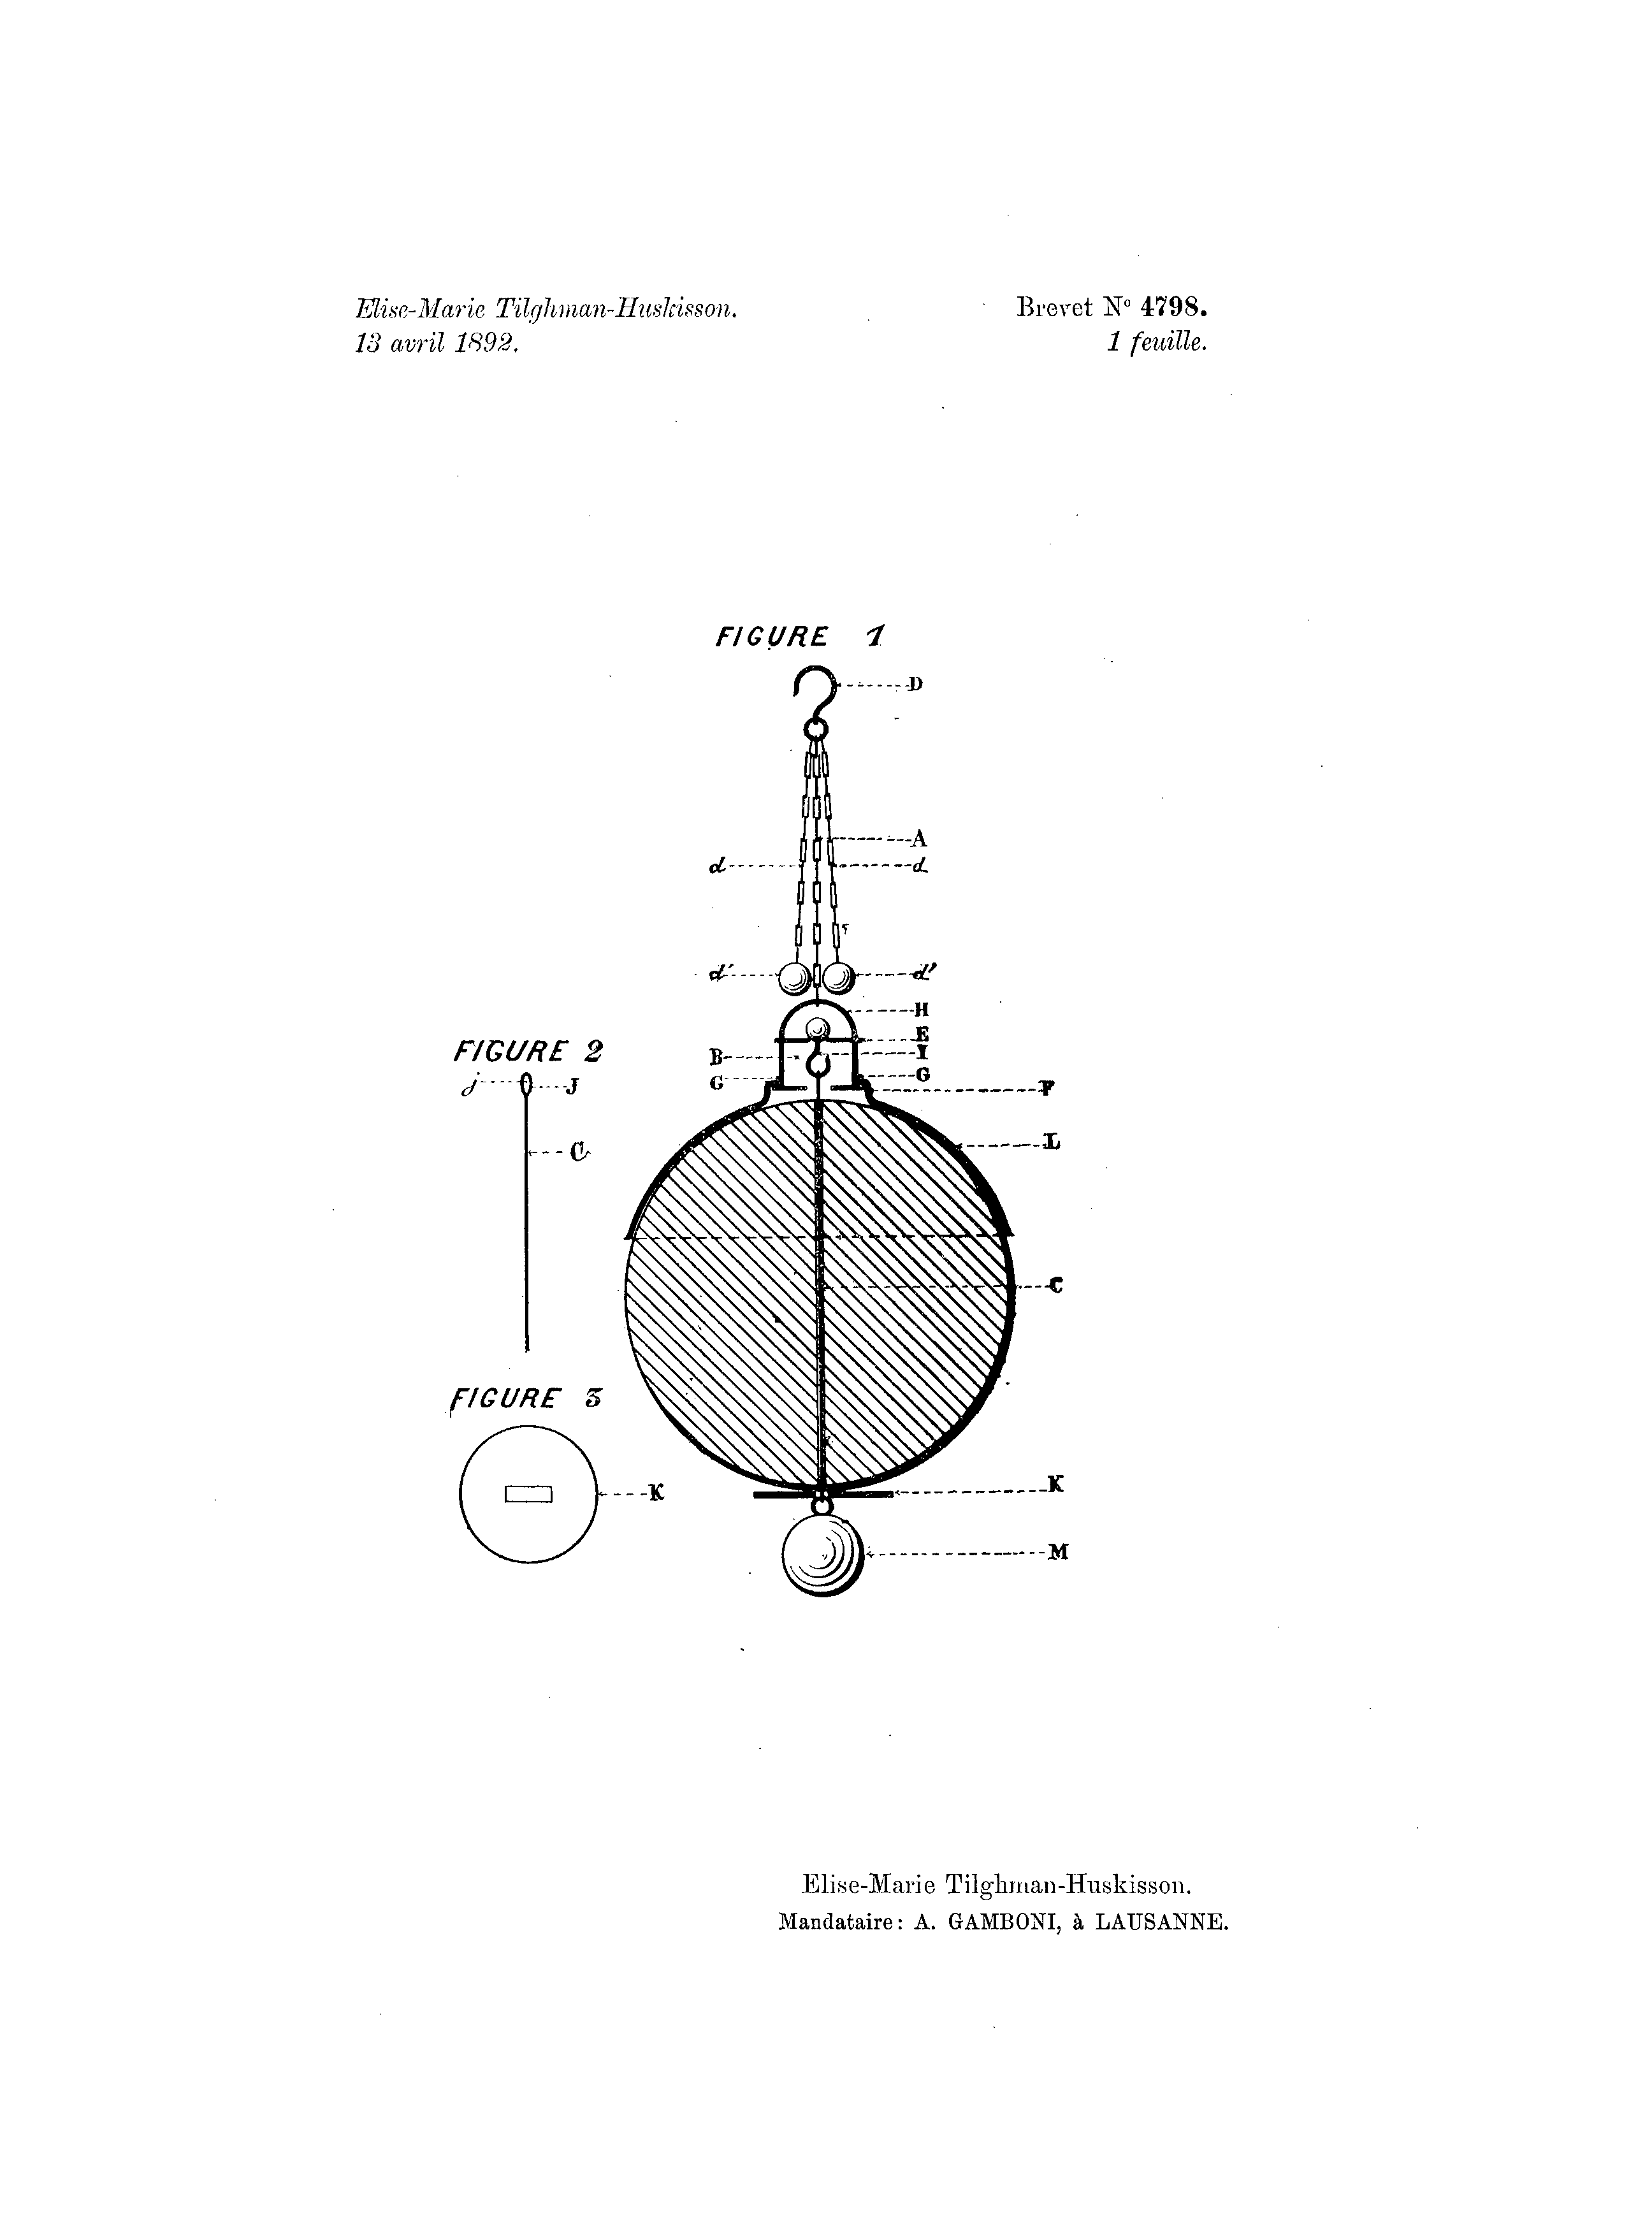 Elise-Marie Tilghman-Huskisson.
13 avril 1892.
Brevet Nº 4798.
1 feuille.
FIGURE 1
D
A
d d
d' d'
H
E
B I
G G
F
L
C
K
M
FIGURE 2
j J
C
FIGURE 3
K
Elise-Marie Tilghman-Huskisson.
Mandataire: A. GAMBONI, à LAUSANNE.